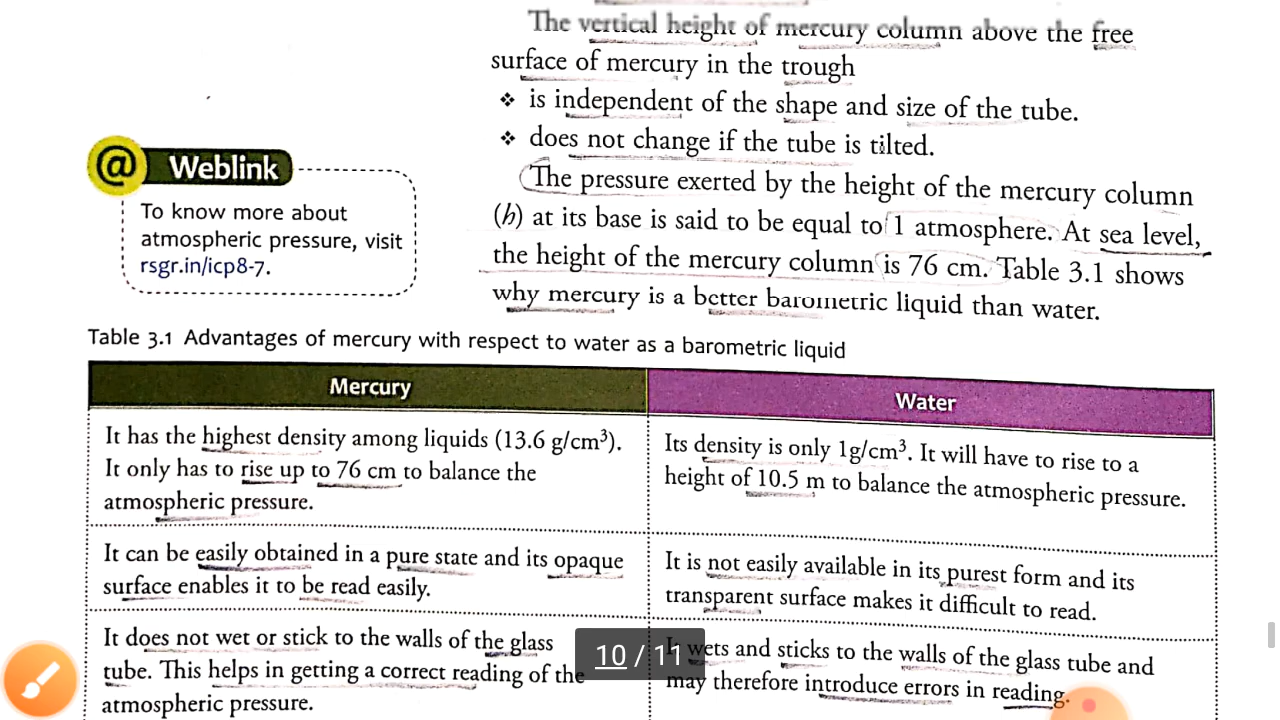 The vertical height of mercury column above the free
surface of mercury in the trough
❖ is independent of the shape and size of the tube.
❖ does not change if the tube is tilted.
The pressure exerted by the height of the mercury column
(h) at its base is said to be equal to 1 atmosphere. At sea level,
the height of the mercury column is 76 cm. Table 3.1 shows
why mercury is a better barometric liquid than water.
@ Weblink
To know more about
atmospheric pressure, visit
rsgr.in/icp8-7.
Table 3.1 Advantages of mercury with respect to water as a barometric liquid
Mercury
Water
It has the highest density among liquids (13.6 g/cm³).
It only has to rise up to 76 cm to balance the
atmospheric pressure.
Its density is only 1g/cm³. It will have to rise to a
height of 10.5 m to balance the atmospheric pressure.
It can be easily obtained in a pure state and its opaque
surface enables it to be read easily.
It is not easily available in its purest form and its
transparent surface makes it difficult to read.
It does not wet or stick to the walls of the glass
tube. This helps in getting a correct reading of the
atmospheric pressure.
It wets and sticks to the walls of the glass tube and
may therefore introduce errors in reading.
10 / 11